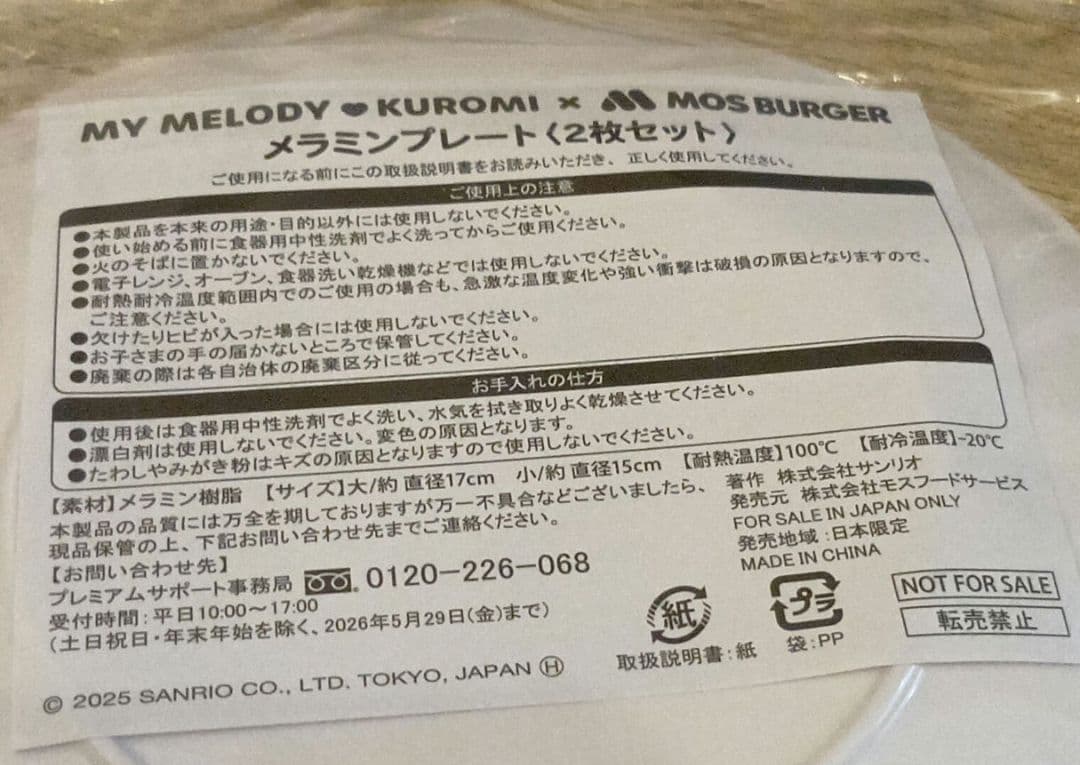 MY MELODY ♥ KUROMI × MOS BURGER
メラミンプレート〈2枚セット〉
ご使用になる前にこの取扱説明書をお読みいただき、正しく使用してください。
ご使用上の注意
●本製品を本来の用途・目的以外には使用しないでください。
●使い始める前に食器用中性洗剤でよく洗ってからご使用ください。
●火のそばに置かないでください。
●電子レンジ、オーブン、食器洗い乾燥機などでは使用しないでください。
●耐熱耐冷温度範囲内でのご使用の場合も、急激な温度変化や強い衝撃は破損の原因となりますので、
ご注意ください。
●欠けたりヒビが入った場合には使用しないでください。
●お子さまの手の届かないところで保管してください。
●廃棄の際は各自治体の廃棄区分に従ってください。
お手入れの仕方
●使用後は食器用中性洗剤でよく洗い、水気を拭き取りよく乾燥させてください。
●漂白剤は使用しないでください。変色の原因となります。
●たわしやみがき粉はキズの原因となりますので使用しないでください。
【素材】メラミン樹脂 【サイズ】大/約 直径17cm 小/約 直径15cm 【耐熱温度】100℃ 【耐冷温度】-20℃
本製品の品質には万全を期しておりますが万一不具合などございましたら、
現品保管の上、下記お問い合わせ先までご連絡ください。
【お問い合わせ先】
プレミアムサポート事務局 0120-226-068
受付時間：平日10:00〜17:00
(土日祝日・年末年始を除く、2026年5月29日(金)まで)
著作 株式会社サンリオ
発売元 株式会社モスフードサービス
FOR SALE IN JAPAN ONLY
発売地域：日本限定
MADE IN CHINA
紙
取扱説明書：紙
プラ
袋：PP
NOT FOR SALE
転売禁止
© 2025 SANRIO CO., LTD. TOKYO, JAPAN Ⓗ